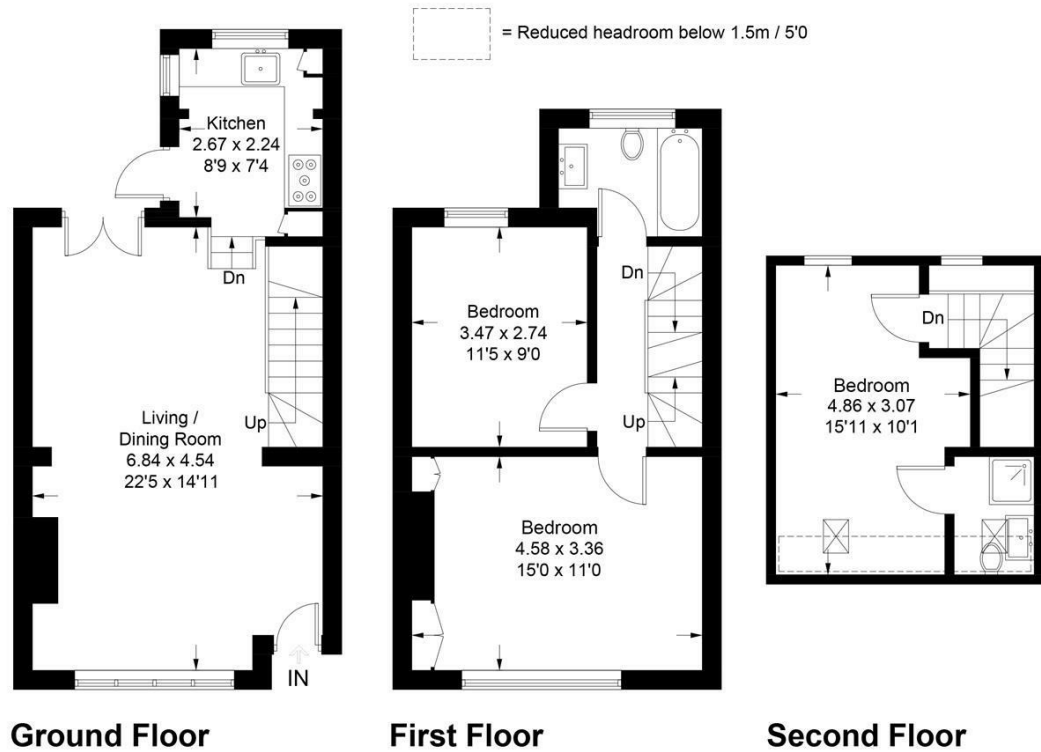 = Reduced headroom below 1.5m / 5'0
Kitchen
2.67 x 2.24
8'9 x 7'4
Dn
Living /
Dining Room
6.84 x 4.54
22'5 x 14'11
Up
IN
Ground Floor
Bedroom
3.47 x 2.74
11'5 x 9'0
Dn
Up
Bedroom
4.58 x 3.36
15'0 x 11'0
First Floor
Dn
Bedroom
4.86 x 3.07
15'11 x 10'1
Second Floor